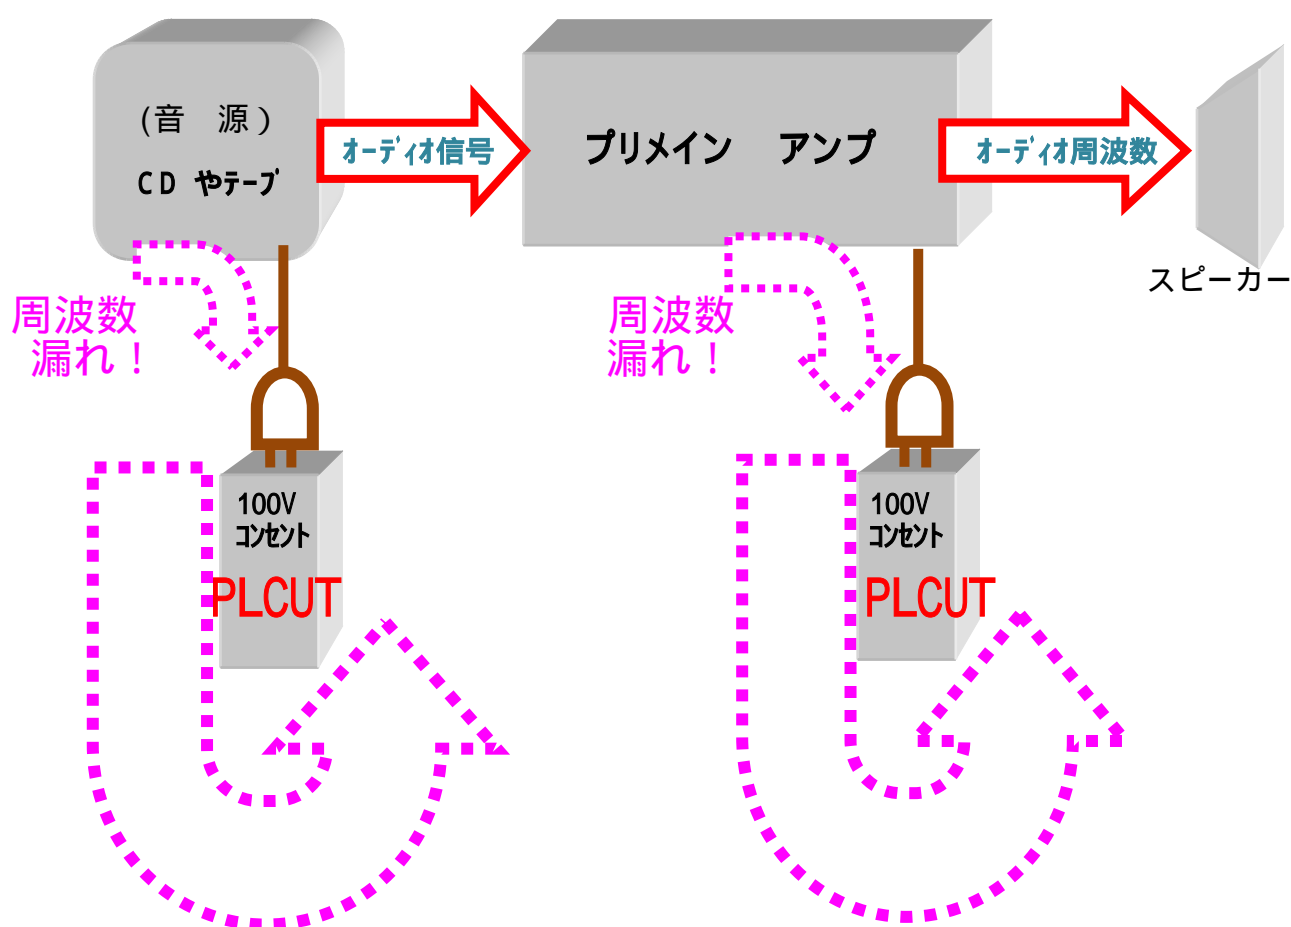 (音　源)
CD やテープ
オーディオ信号
プリメイン　アンプ
オーディオ周波数
スピーカー
周波数
漏れ！
周波数
漏れ！
100V
コンセント
PLCUT
100V
コンセント
PLCUT